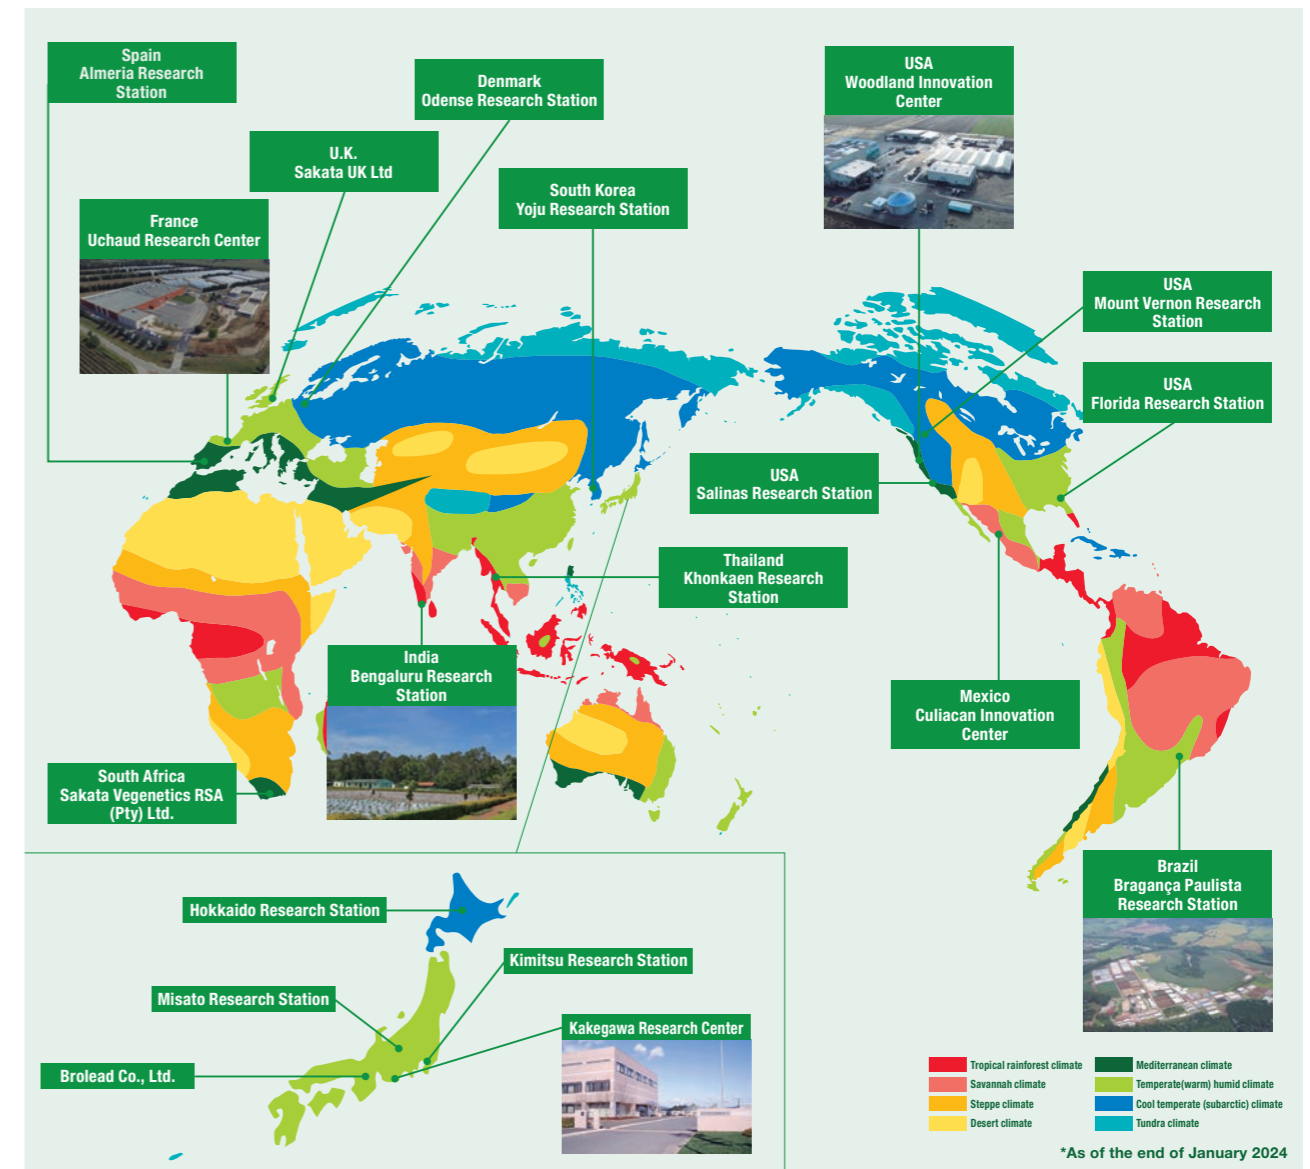 Spain
Almeria Research
Station
Denmark
Odense Research Station
USA
Woodland Innovation
Center
U.K.
Sakata UK Ltd
South Korea
Yoju Research Station
France
Uchaud Research Center
USA
Mount Vernon Research
Station
USA
Florida Research Station
USA
Salinas Research Station
Thailand
Khonkaen Research
Station
India
Bengaluru Research
Station
Mexico
Culiacan Innovation
Center
South Africa
Sakata Vegenetics RSA
(Pty) Ltd.
Brazil
Bragança Paulista
Research Station
Hokkaido Research Station
Kimitsu Research Station
Misato Research Station
Kakegawa Research Center
Brolead Co., Ltd.
Tropical rainforest climate
Savannah climate
Steppe climate
Desert climate
Mediterranean climate
Temperate(warm) humid climate
Cool temperate (subarctic) climate
Tundra climate
*As of the end of January 2024